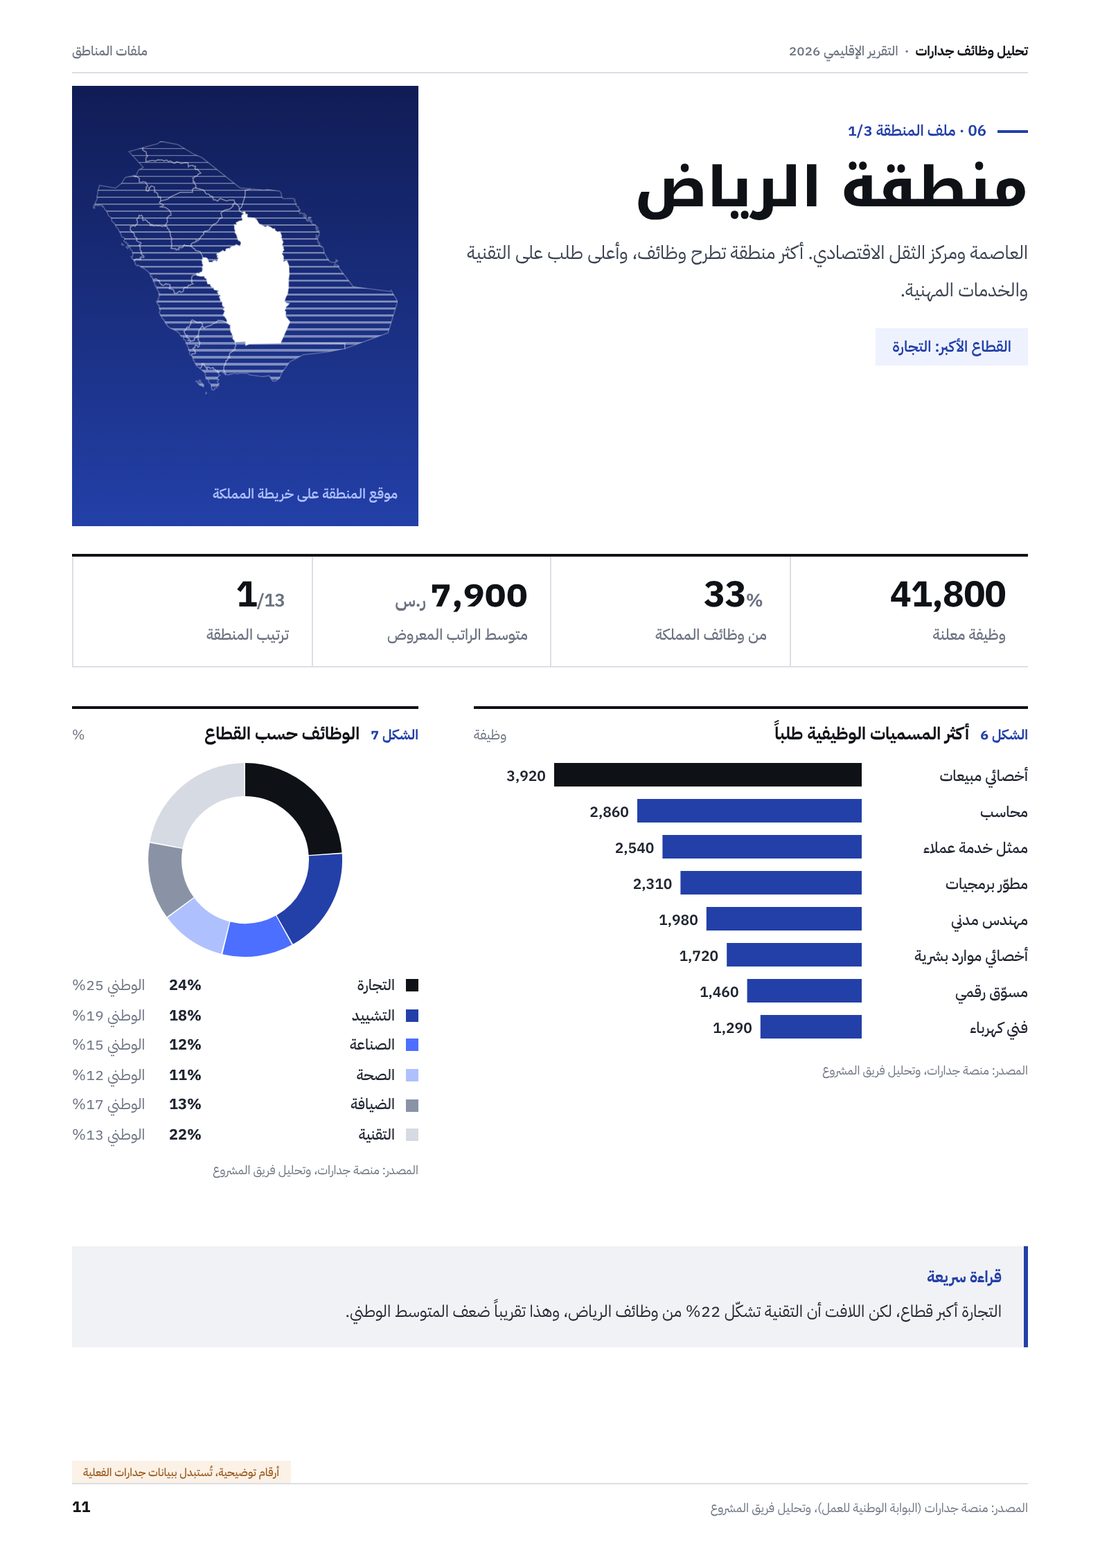 تحليل وظائف جدارات · التقرير الإقليمي 2026
ملفات المناطق
06 · ملف المنطقة 1/3
منطقة الرياض
العاصمة ومركز الثقل الاقتصادي. أكثر منطقة تطرح وظائف، وأعلى طلب على التقنية
والخدمات المهنية.
القطاع الأكبر: التجارة
موقع المنطقة على خريطة المملكة
41,800
وظيفة معلنة
33%
من وظائف المملكة
7,900 ر.س
متوسط الراتب المعروض
1/13
ترتيب المنطقة
الشكل 6 أكثر المسميات الوظيفية طلباً
وظيفة
أخصائي مبيعات 3,920
محاسب 2,860
ممثل خدمة عملاء 2,540
مطوّر برمجيات 2,310
مهندس مدني 1,980
أخصائي موارد بشرية 1,720
مسوّق رقمي 1,460
فني كهرباء 1,290
المصدر: منصة جدارات، وتحليل فريق المشروع
الشكل 7 الوظائف حسب القطاع
%
التجارة 24% الوطني 25%
التشييد 18% الوطني 19%
الصناعة 12% الوطني 15%
الصحة 11% الوطني 12%
الضيافة 13% الوطني 17%
التقنية 22% الوطني 13%
المصدر: منصة جدارات، وتحليل فريق المشروع
قراءة سريعة
التجارة أكبر قطاع، لكن اللافت أن التقنية تشكّل 22% من وظائف الرياض، وهذا تقريباً ضعف المتوسط الوطني.
أرقام توضيحية، تُستبدل ببيانات جدارات الفعلية
المصدر: منصة جدارات (البوابة الوطنية للعمل)، وتحليل فريق المشروع
11